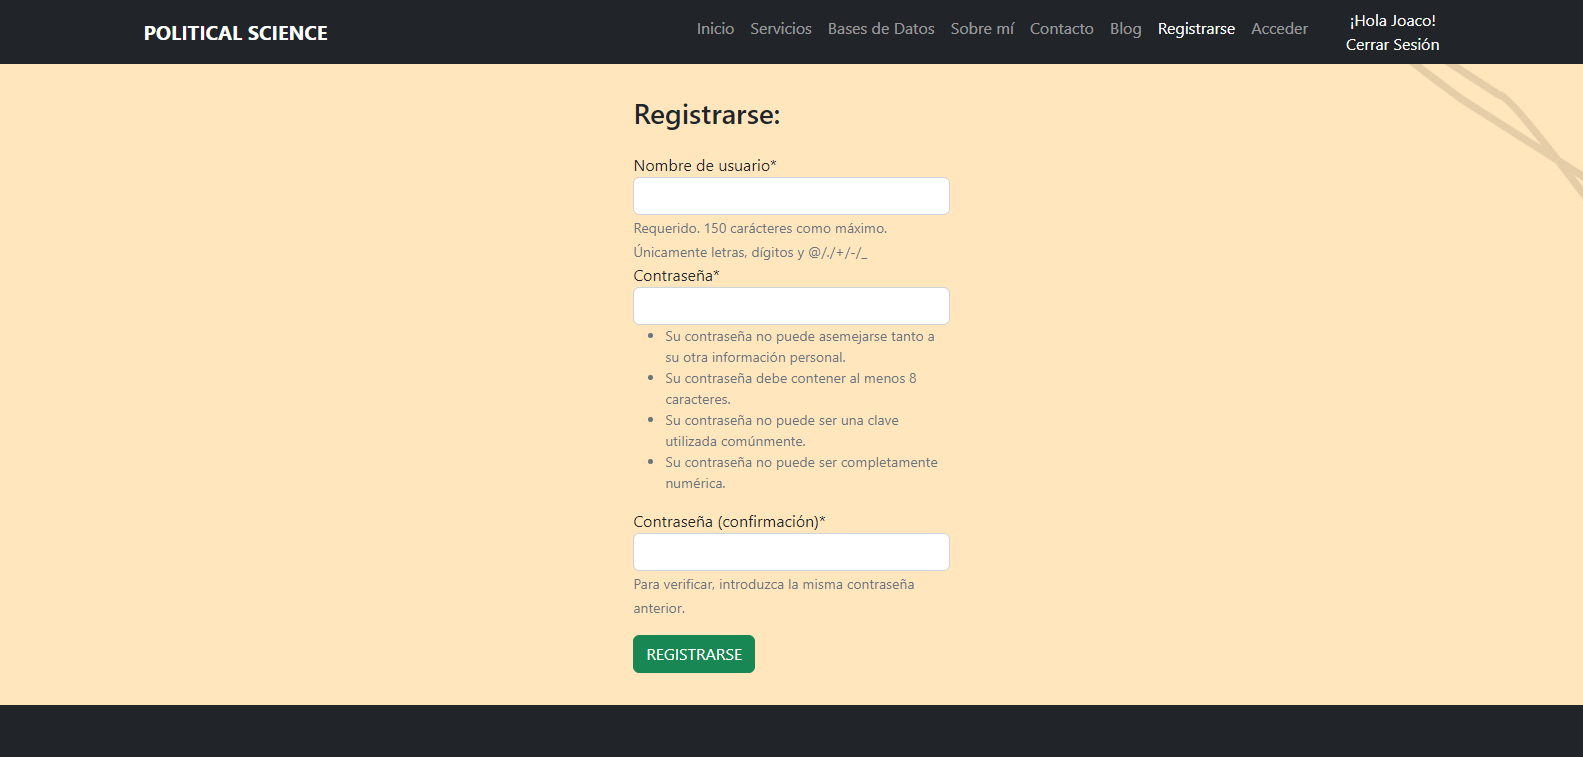 POLITICAL SCIENCE
Inicio Servicios Bases de Datos Sobre mí Contacto Blog Registrarse Acceder
¡Hola Joaco!
Cerrar Sesión
Registrarse:
Nombre de usuario*
Requerido. 150 carácteres como máximo.
Únicamente letras, dígitos y @/./+/-/_
Contraseña*
Su contraseña no puede asemejarse tanto a
su otra información personal.
Su contraseña debe contener al menos 8
caracteres.
Su contraseña no puede ser una clave
utilizada comúnmente.
Su contraseña no puede ser completamente
numérica.
Contraseña (confirmación)*
Para verificar, introduzca la misma contraseña
anterior.
REGISTRARSE